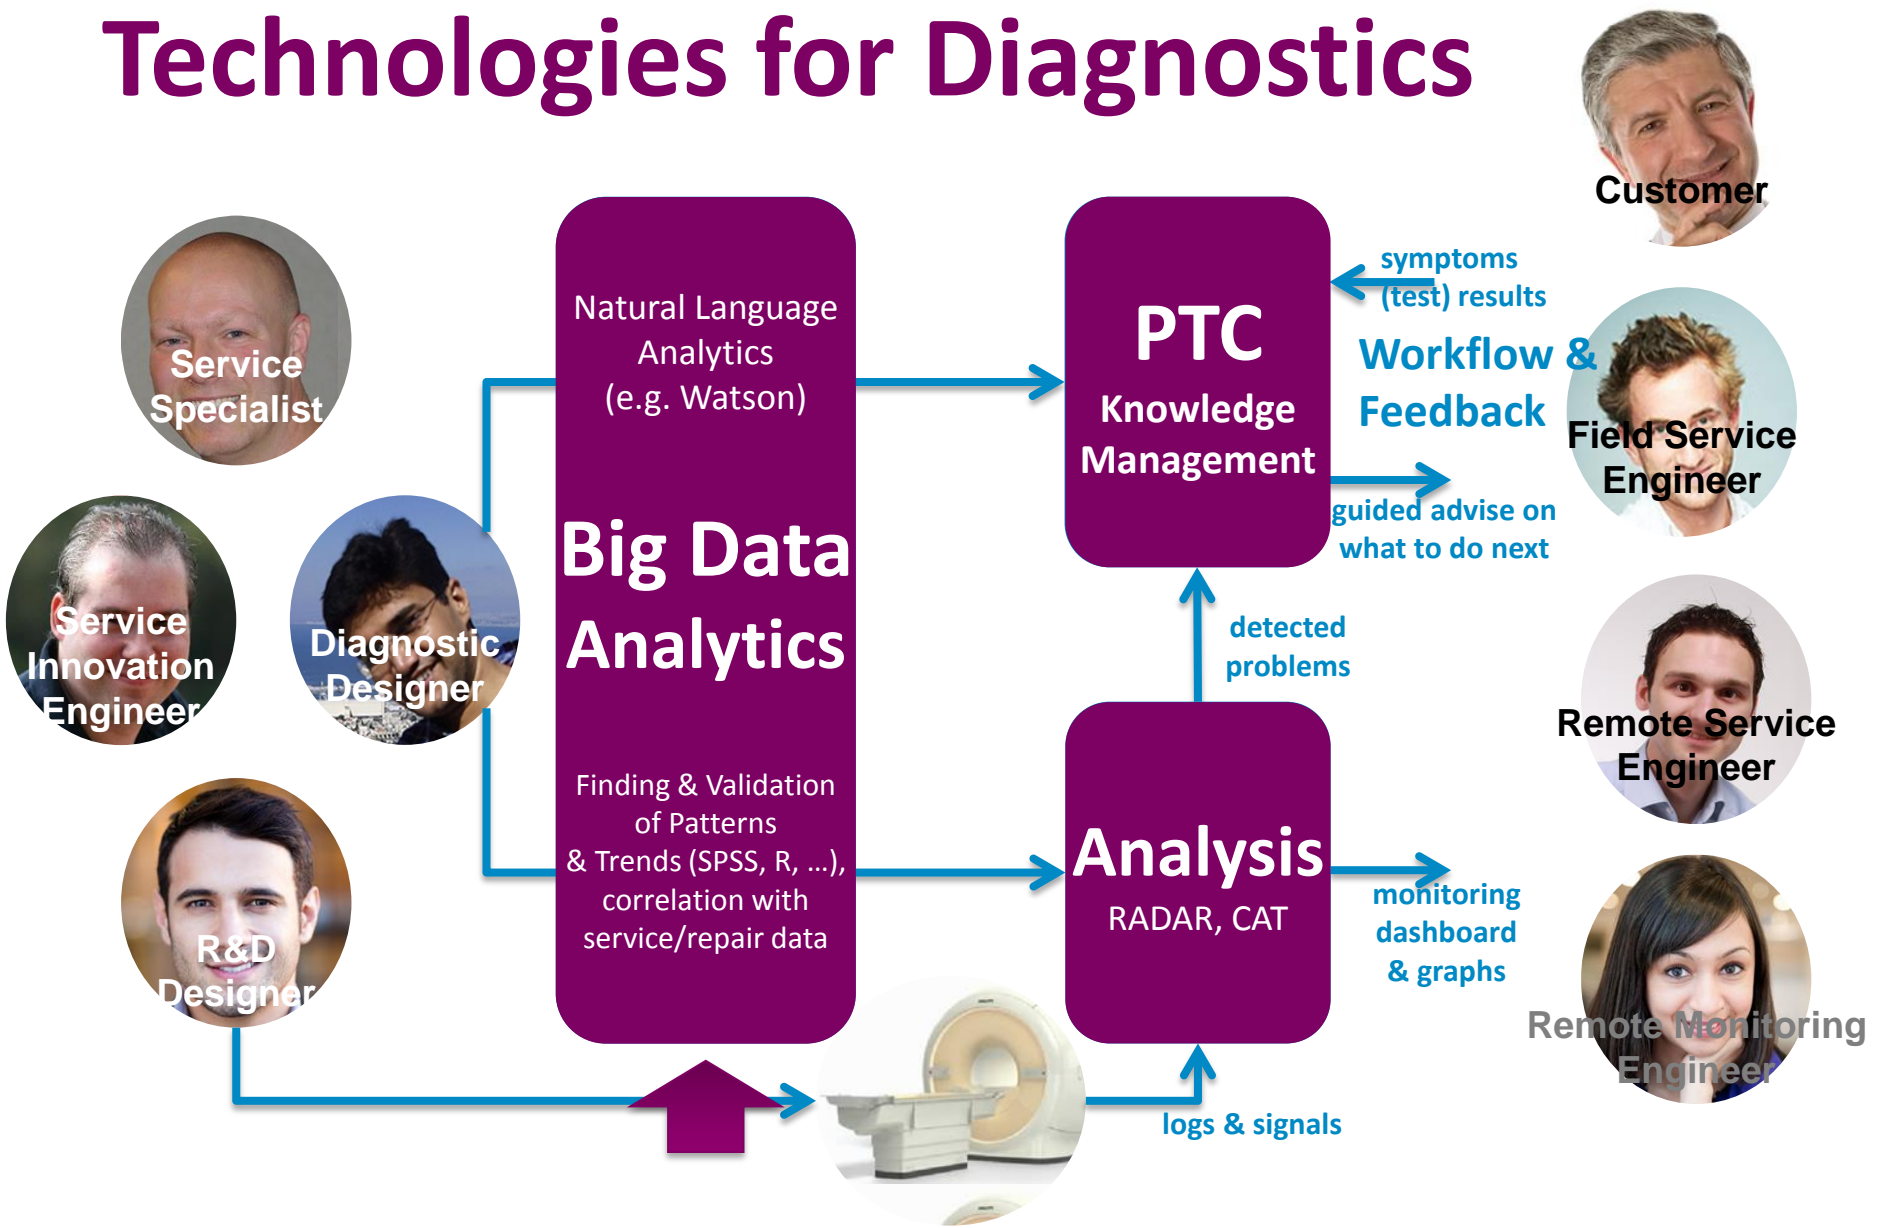 Technologies for Diagnostics
Customer
Service
Specialist
Natural Language
Analytics
(e.g. Watson)
PTC
Knowledge
Management
symptoms
(test) results
Workflow &
Feedback
Field Service
Engineer
guided advise on
what to do next
Service
Innovation
Engineer
Diagnostic
Designer
Big Data
Analytics
detected
problems
Remote Service
Engineer
Finding & Validation
of Patterns
& Trends (SPSS, R, ...),
correlation with
service/repair data
Analysis
RADAR, CAT
monitoring
dashboard
& graphs
R&D
Designer
Remote Monitoring
Engineer
logs & signals